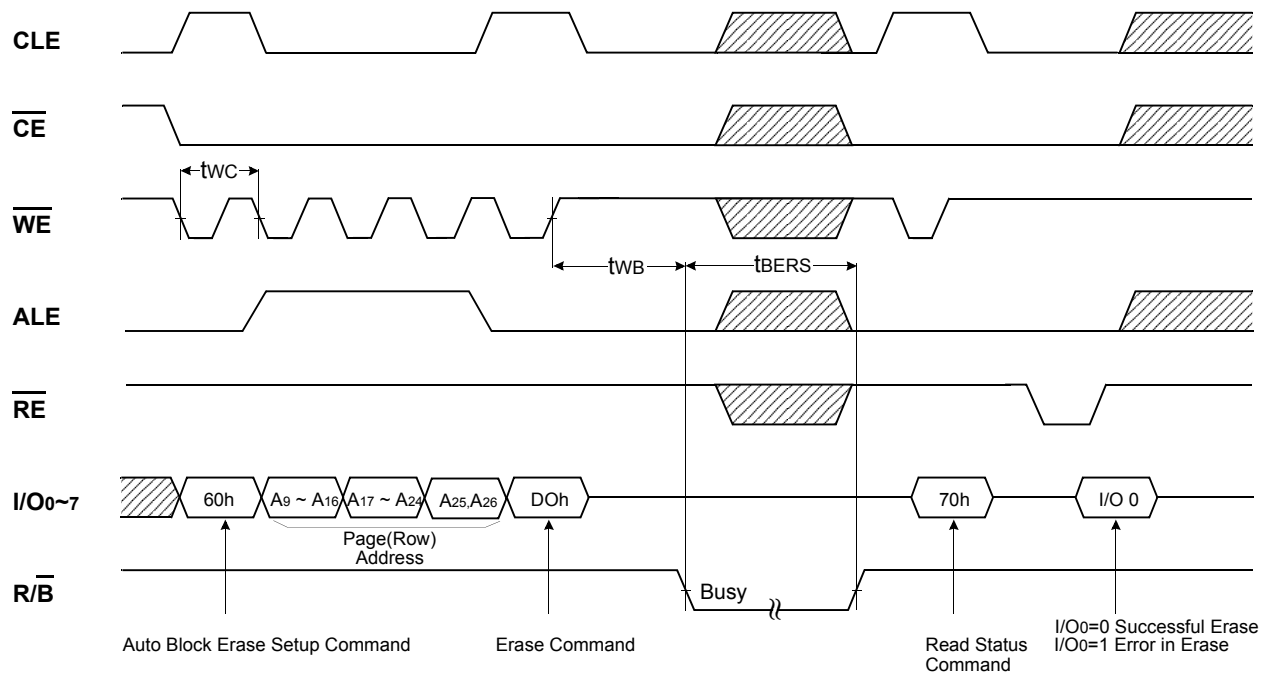 CLE
CE
tWC
WE
tWB
tBERS
ALE
RE
I/O0~7
60h
A9 ~ A16
A17 ~ A24
A25,A26
DOh
70h
I/O 0
Page(Row)
Address
R/B
Busy
Auto Block Erase Setup Command
Erase Command
Read Status
Command
I/O0=0 Successful Erase
I/O0=1 Error in Erase